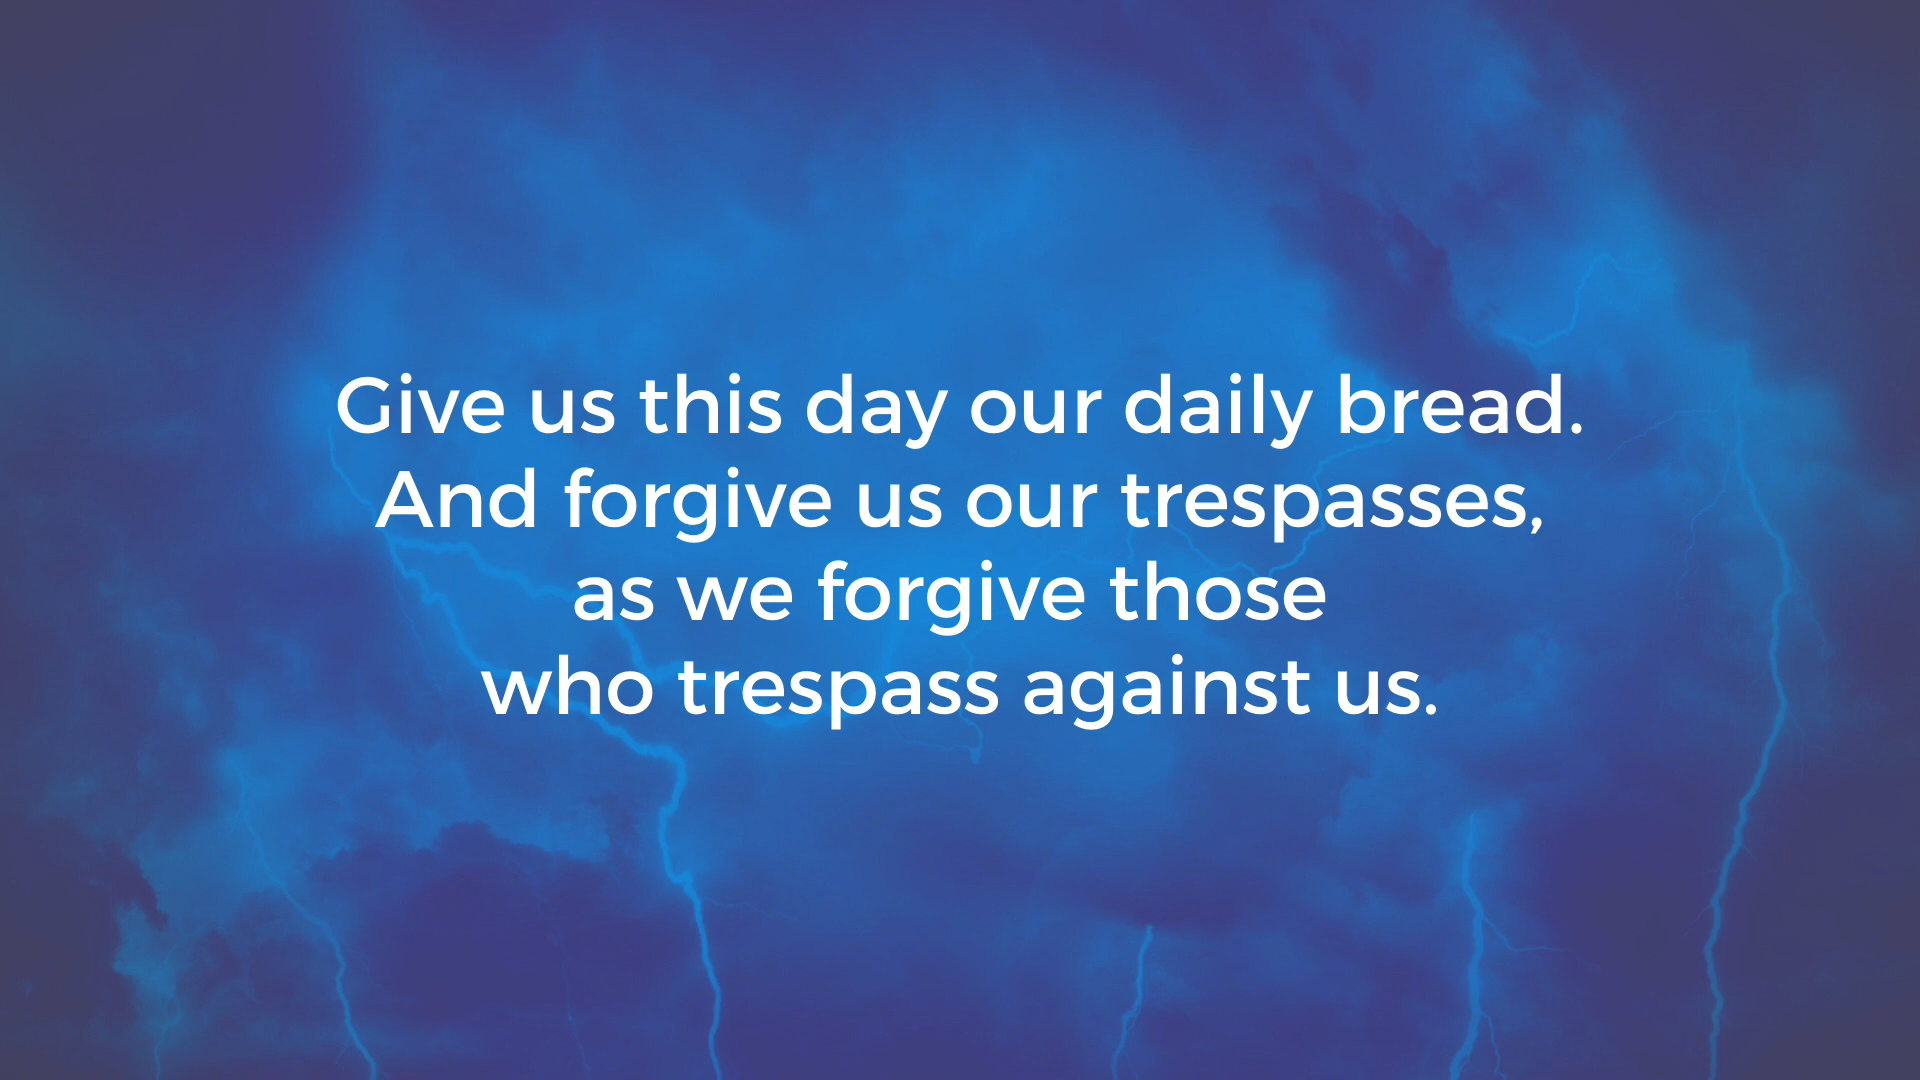 Give us this day our daily bread.
And forgive us our trespasses,
as we forgive those
who trespass against us.